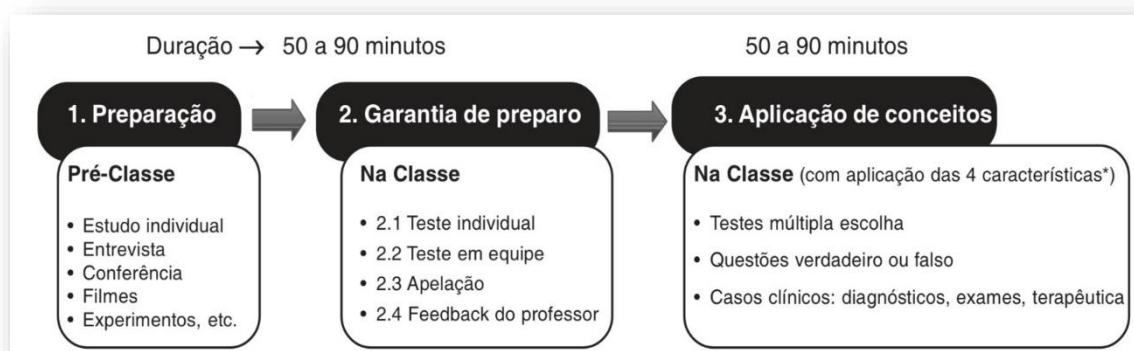 Duração → 50 a 90 minutos
50 a 90 minutos
1. Preparação
Pré-Classe
• Estudo individual
• Entrevista
• Conferência
• Filmes
• Experimentos, etc.
2. Garantia de preparo
Na Classe
• 2.1 Teste individual
• 2.2 Teste em equipe
• 2.3 Apelação
• 2.4 Feedback do professor
3. Aplicação de conceitos
Na Classe (com aplicação das 4 características*)
• Testes múltipla escolha
• Questões verdadeiro ou falso
• Casos clínicos: diagnósticos, exames, terapêutica